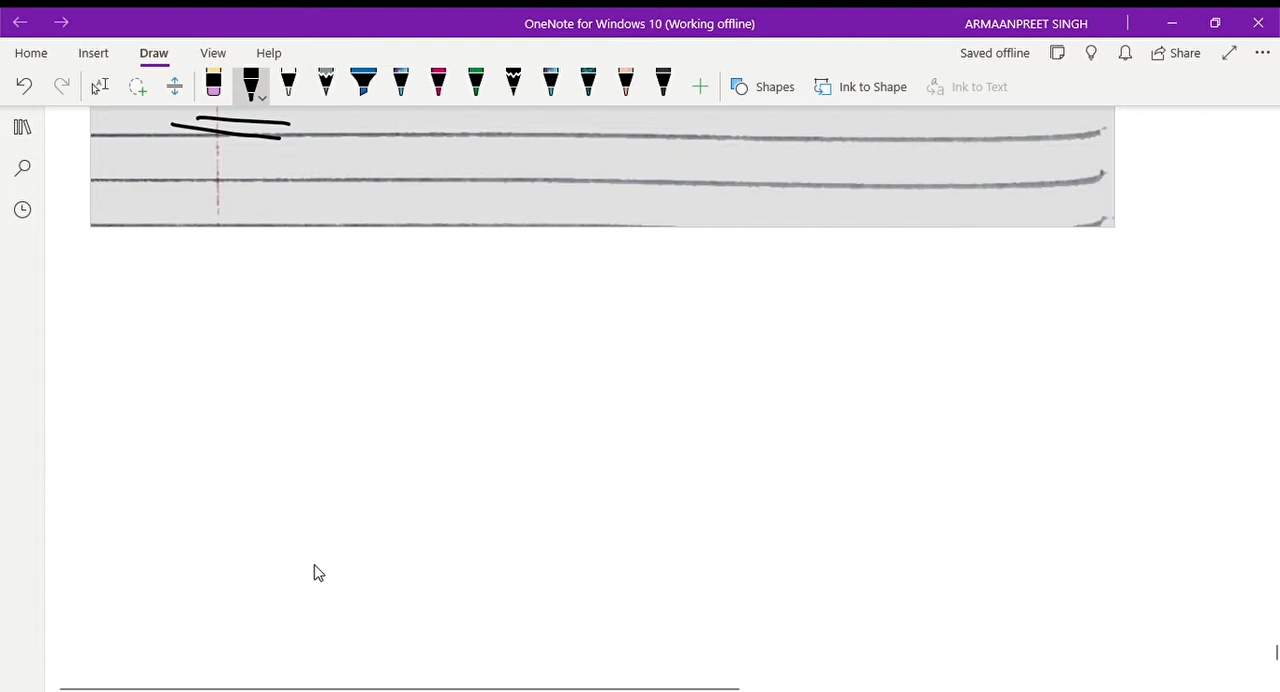 OneNote for Windows 10 (Working offline)
ARMAANPREET SINGH
Home Insert Draw View Help
Saved offline
Share
Shapes
Ink to Shape
Ink to Text